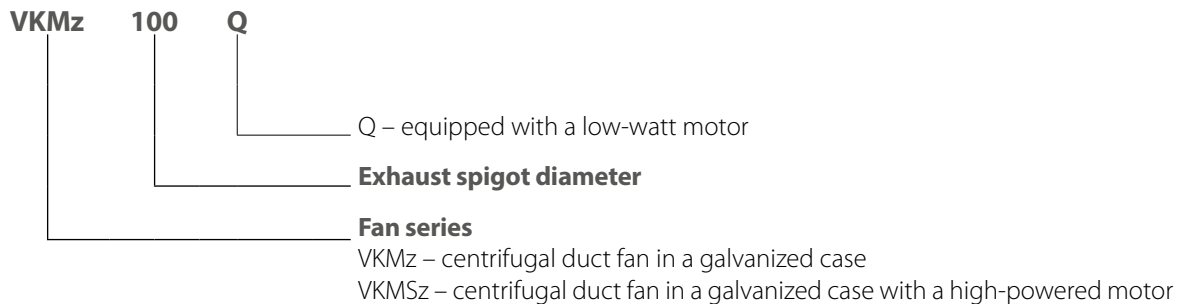 VKMz 100 Q
Q – equipped with a low-watt motor
Exhaust spigot diameter
Fan series
VKMz – centrifugal duct fan in a galvanized case
VKMSz – centrifugal duct fan in a galvanized case with a high-powered motor